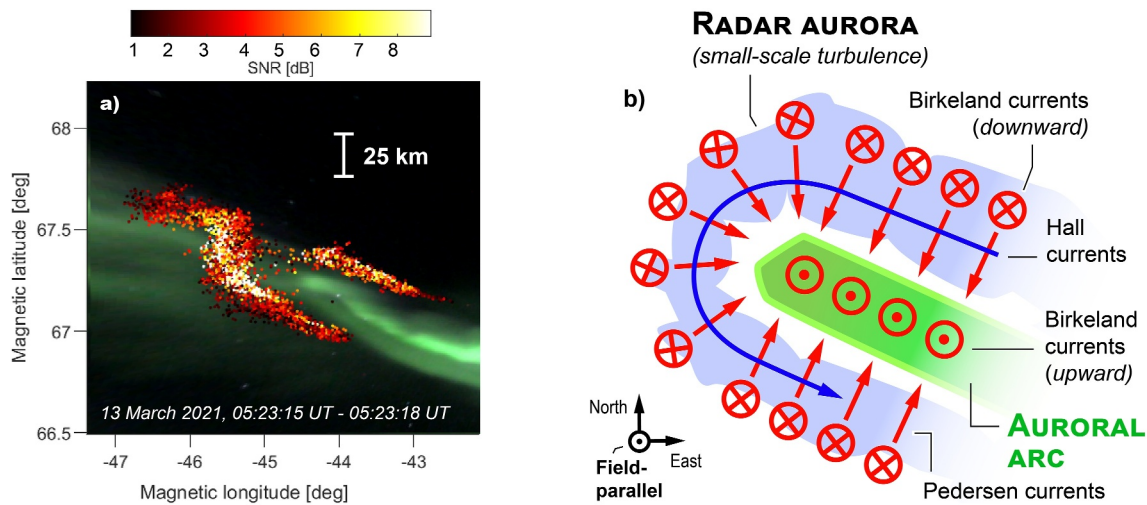 1 2 3 4 5 6 7 8
SNR [dB]
a)
68
67.5
67
66.5
Magnetic latitude [deg]
25 km
13 March 2021, 05:23:15 UT - 05:23:18 UT
-47 -46 -45 -44 -43
Magnetic longitude [deg]
RADAR AURORA
(small-scale turbulence)
b)
Birkeland currents
(downward)
Hall
currents
Birkeland
currents
(upward)
AURORAL
ARC
Pedersen currents
North
East
Field-
parallel